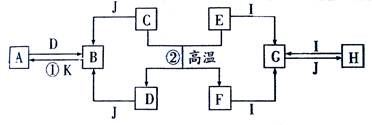 J C E I
A D B ① K ② 高温 G I J H
J D F I